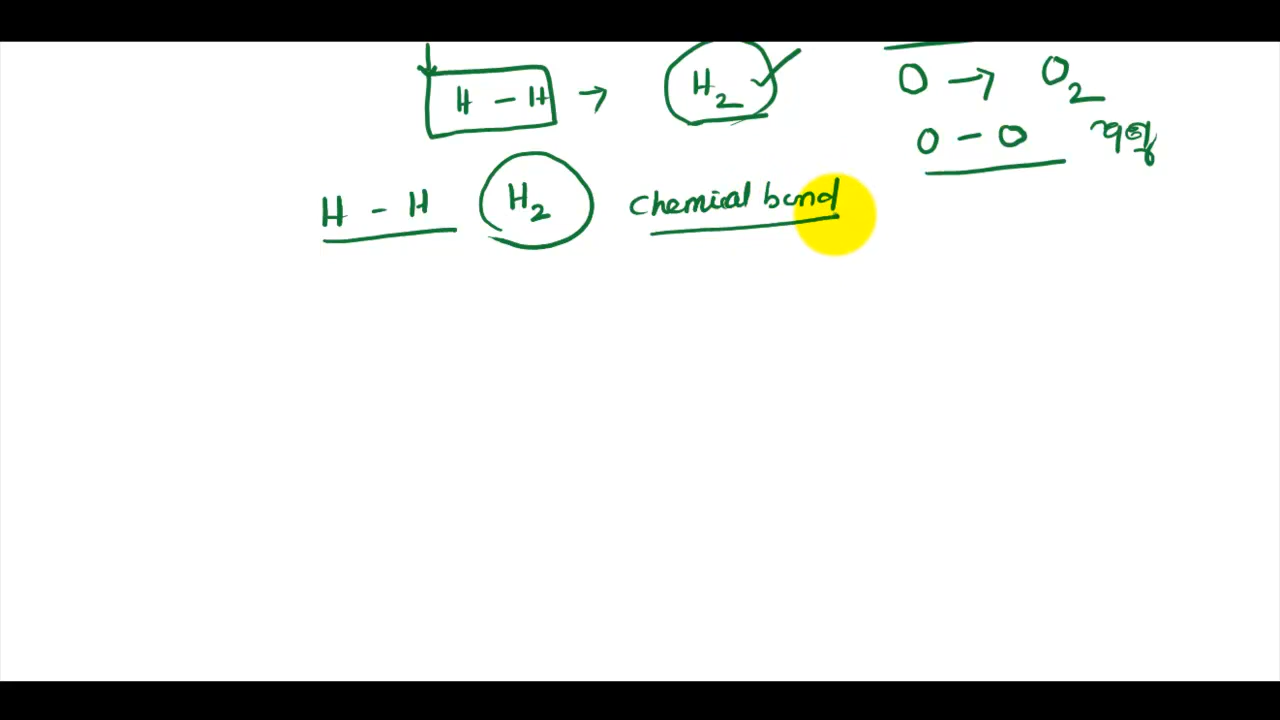 H – H → H₂
O → O₂
O – O
H – H H₂ Chemical bond